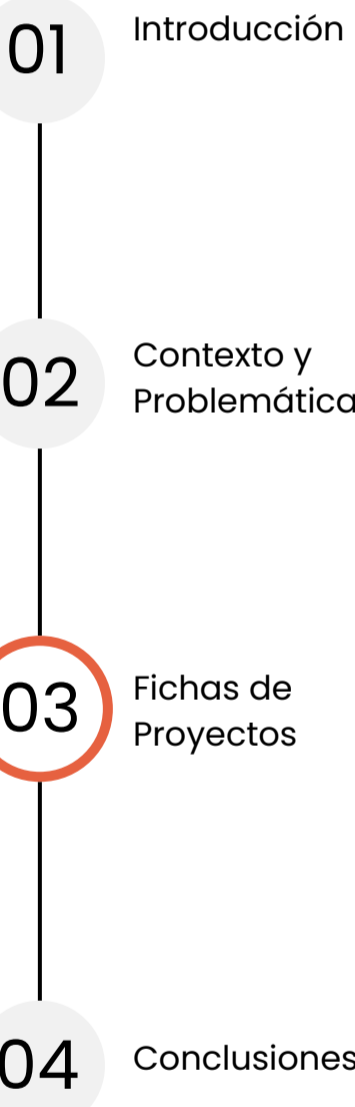 01
Introducción
02
Contexto y
Problemática
03
Fichas de
Proyectos
04
Conclusiones